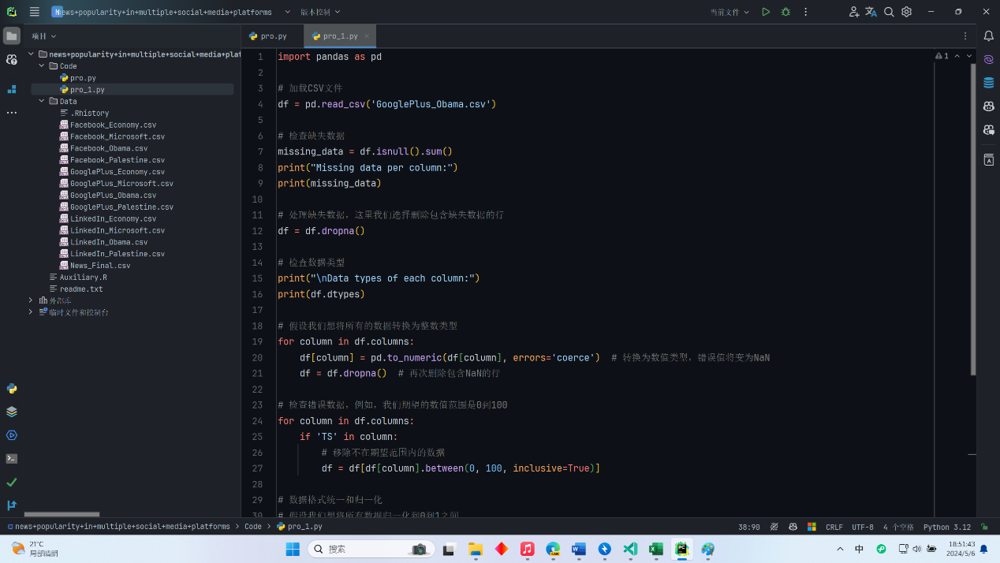 News+popularity+in+multiple+social+media+platforms
版本控制
当前文件
项目
pro.py
pro_1.py
news+popularity+in+multiple+social+media+plat
Code
pro.py
pro_1.py
Data
.Rhistory
Facebook_Economy.csv
Facebook_Microsoft.csv
Facebook_Obama.csv
Facebook_Palestine.csv
GooglePlus_Economy.csv
GooglePlus_Microsoft.csv
GooglePlus_Obama.csv
GooglePlus_Palestine.csv
LinkedIn_Economy.csv
LinkedIn_Microsoft.csv
LinkedIn_Obama.csv
LinkedIn_Palestine.csv
News_Final.csv
Auxiliary.R
readme.txt
外部库
临时文件和控制台
1 import pandas as pd
2
3 # 加载CSV文件
4 df = pd.read_csv('GooglePlus_Obama.csv')
5
6 # 检查缺失数据
7 missing_data = df.isnull().sum()
8 print("Missing data per column:")
9 print(missing_data)
10
11 # 处理缺失数据，这里我们选择删除包含缺失数据的行
12 df = df.dropna()
13
14 # 检查数据类型
15 print("\nData types of each column:")
16 print(df.dtypes)
17
18 # 假设我们想将所有的数据转换为整数类型
19 for column in df.columns:
20 df[column] = pd.to_numeric(df[column], errors='coerce')  # 转换为数值类型，错误值将变为NaN
21 df = df.dropna()  # 再次删除包含NaN的行
22
23 # 检查错误数据，例如，我们期望的数值范围是0到100
24 for column in df.columns:
25 if 'TS' in column:
26 # 移除不在期望范围内的数据
27 df = df[df[column].between(0, 100, inclusive=True)]
28
29 # 数据格式统一和归一化
30 # 假设我们想将所有数据归一化到0到1之间
1
news+popularity+in+multiple+social+media+platforms > Code > pro_1.py
38:90
CRLF
UTF-8
4 个空格
Python 3.12
21°C
局部晴朗
搜索
中
18:51:43
2024/5/6